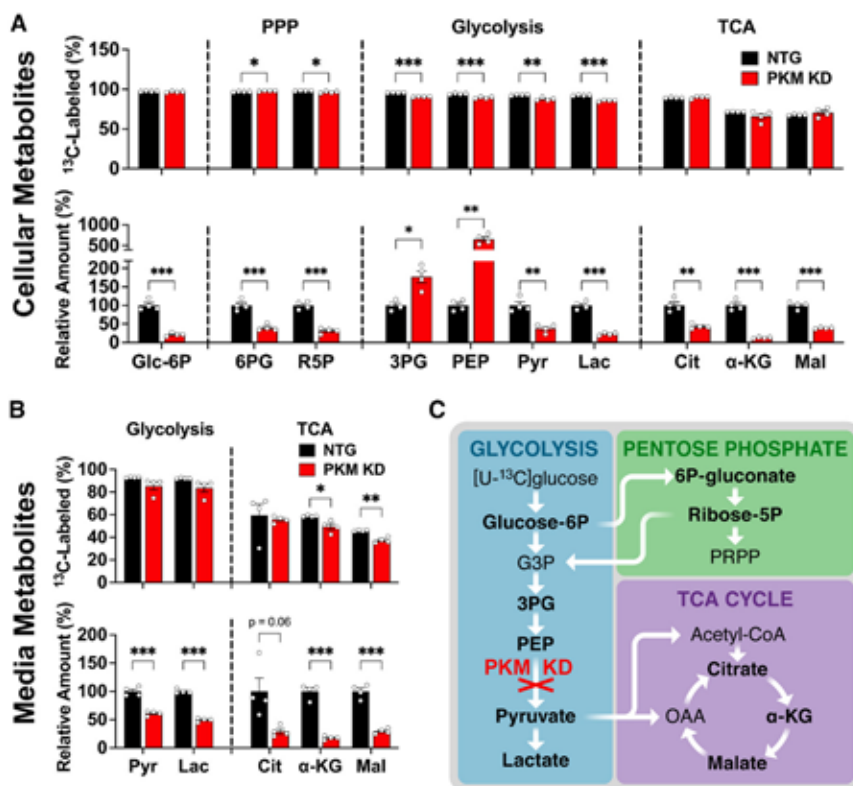 A
Cellular Metabolites
PPP
Glycolysis
TCA
NTG
PKM KD
¹³C-Labeled (%)
150
100
50
0
*
*
***
***
**
***
Relative Amount (%)
1000
500
200
150
100
50
0
***
***
***
*
**
**
***
**
***
***
Glc-6P
6PG
R5P
3PG
PEP
Pyr
Lac
Cit
α-KG
Mal
B
Media Metabolites
Glycolysis
TCA
NTG
PKM KD
¹³C-Labeled (%)
100
80
60
40
20
0
*
**
Relative Amount (%)
200
150
100
50
0
***
***
p = 0.06
***
***
Pyr
Lac
Cit
α-KG
Mal
C
GLYCOLYSIS
[U-¹³C]glucose
Glucose-6P
G3P
3PG
PEP
PKM KD
Pyruvate
Lactate
PENTOSE PHOSPHATE
6P-gluconate
Ribose-5P
PRPP
TCA CYCLE
Acetyl-CoA
Citrate
OAA
α-KG
Malate